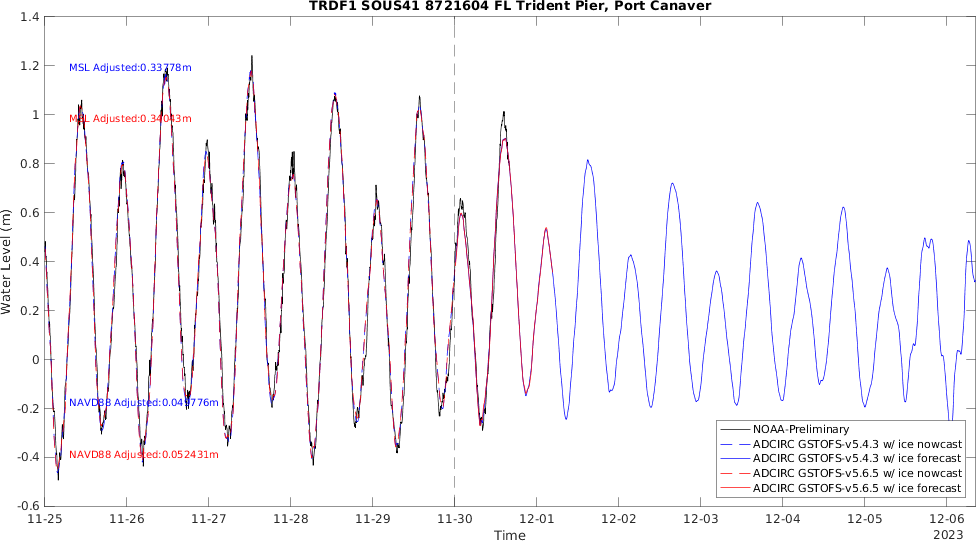 TRDF1 SOUS41 8721604 FL Trident Pier, Port Canaver
1.4
1.2
1
0.8
0.6
0.4
0.2
0
-0.2
-0.4
-0.6
Water Level (m)
MSL Adjusted:0.33778m
MSL Adjusted:0.34043m
NAVD88 Adjusted:0.049776m
NAVD88 Adjusted:0.052431m
NOAA-Preliminary
ADCIRC GSTOFS-v5.4.3 w/ ice nowcast
ADCIRC GSTOFS-v5.4.3 w/ ice forecast
ADCIRC GSTOFS-v5.6.5 w/ ice nowcast
ADCIRC GSTOFS-v5.6.5 w/ ice forecast
11-25 11-26 11-27 11-28 11-29 11-30 12-01 12-02 12-03 12-04 12-05 12-06
Time 2023